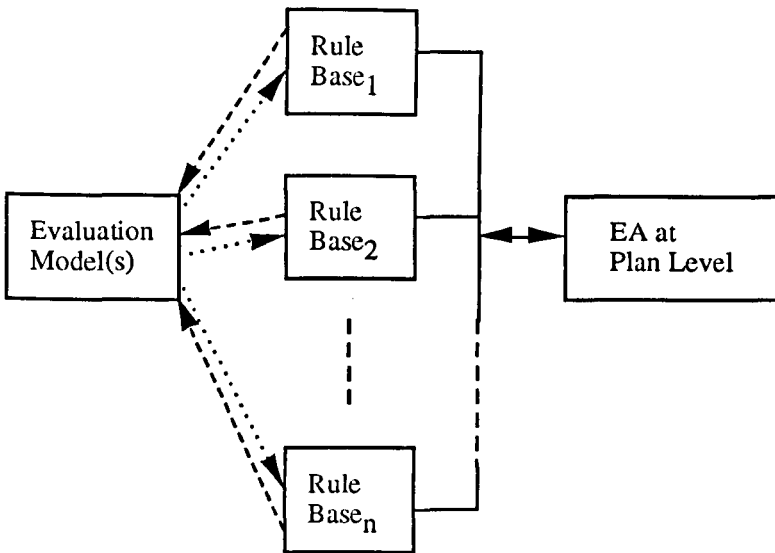 Rule
Base1
Evaluation
Model(s)
Rule
Base2
EA at
Plan Level
Rule
Basen